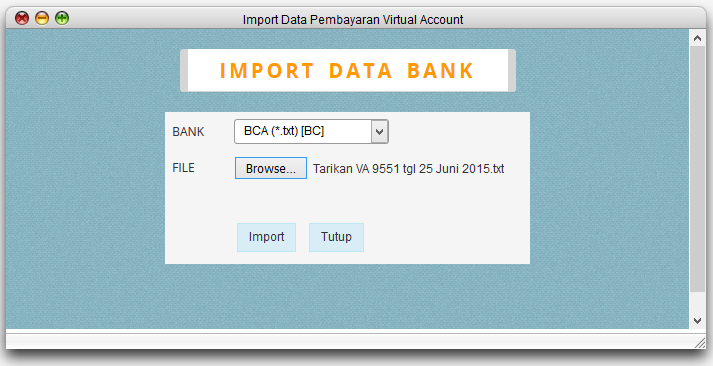 Import Data Pembayaran Virtual Account
IMPORT DATA BANK
BANK BCA (*.txt) [BC]
FILE Browse... Tarikan VA 9551 tgl 25 Juni 2015.txt
Import Tutup